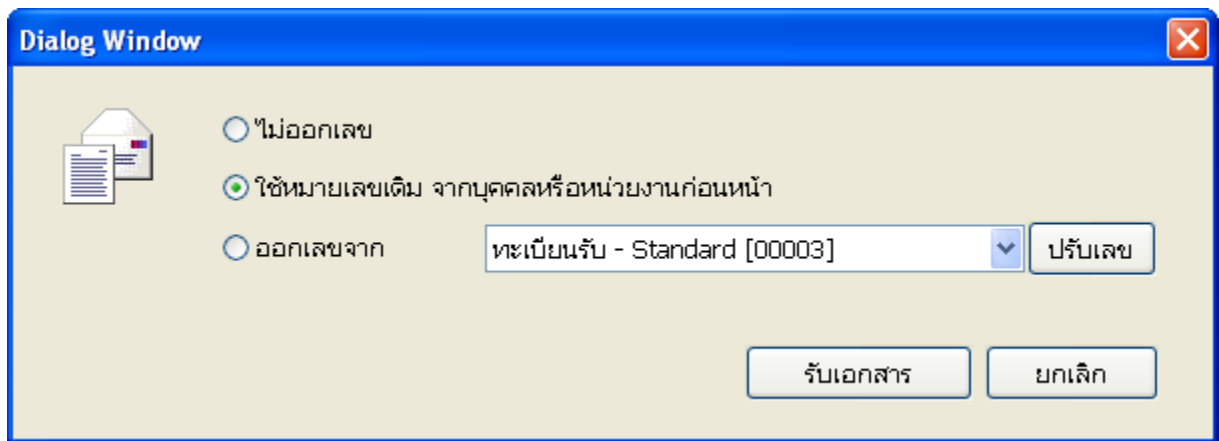 Dialog Window
ไม่ออกเลข
ใช้หมายเลขเดิม จากบุคคลหรือหน่วยงานก่อนหน้า
ออกเลขจาก ทะเบียนรับ - Standard [00003] ปรับเลข
รับเอกสาร ยกเลิก